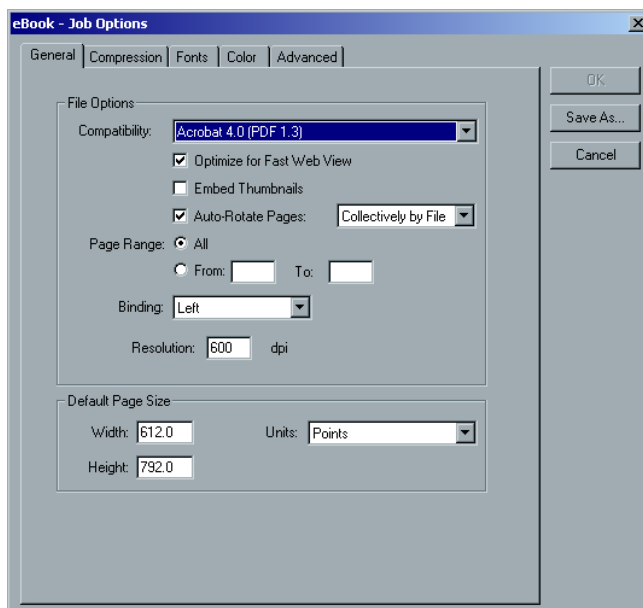 eBook - Job Options
General Compression Fonts Color Advanced
OK
Save As...
Cancel
File Options
Compatibility: Acrobat 4.0 (PDF 1.3)
Optimize for Fast Web View
Embed Thumbnails
Auto-Rotate Pages: Collectively by File
Page Range: All
From: To:
Binding: Left
Resolution: 600 dpi
Default Page Size
Width: 612.0 Units: Points
Height: 792.0